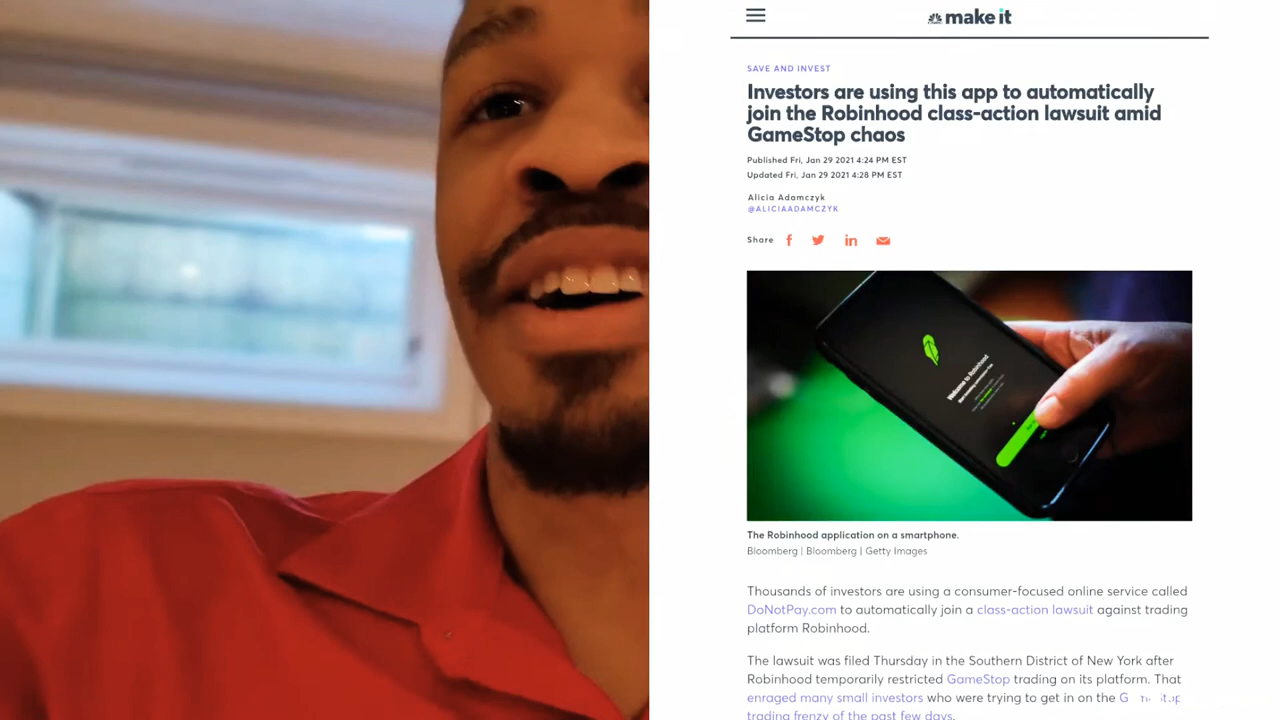 make it
SAVE AND INVEST
Investors are using this app to automatically
join the Robinhood class-action lawsuit amid
GameStop chaos
Published Fri, Jan 29 2021 4:24 PM EST
Updated Fri, Jan 29 2021 4:28 PM EST
Alicia Adamczyk
@ALICIAADAMCZYK
Share
Welcome to Robinhood
The Robinhood application on a smartphone.
Bloomberg | Bloomberg | Getty Images
Thousands of investors are using a consumer-focused online service called
DoNotPay.com to automatically join a class-action lawsuit against trading
platform Robinhood.
The lawsuit was filed Thursday in the Southern District of New York after
Robinhood temporarily restricted GameStop trading on its platform. That
enraged many small investors who were trying to get in on the
trading frenzy of the past few days.